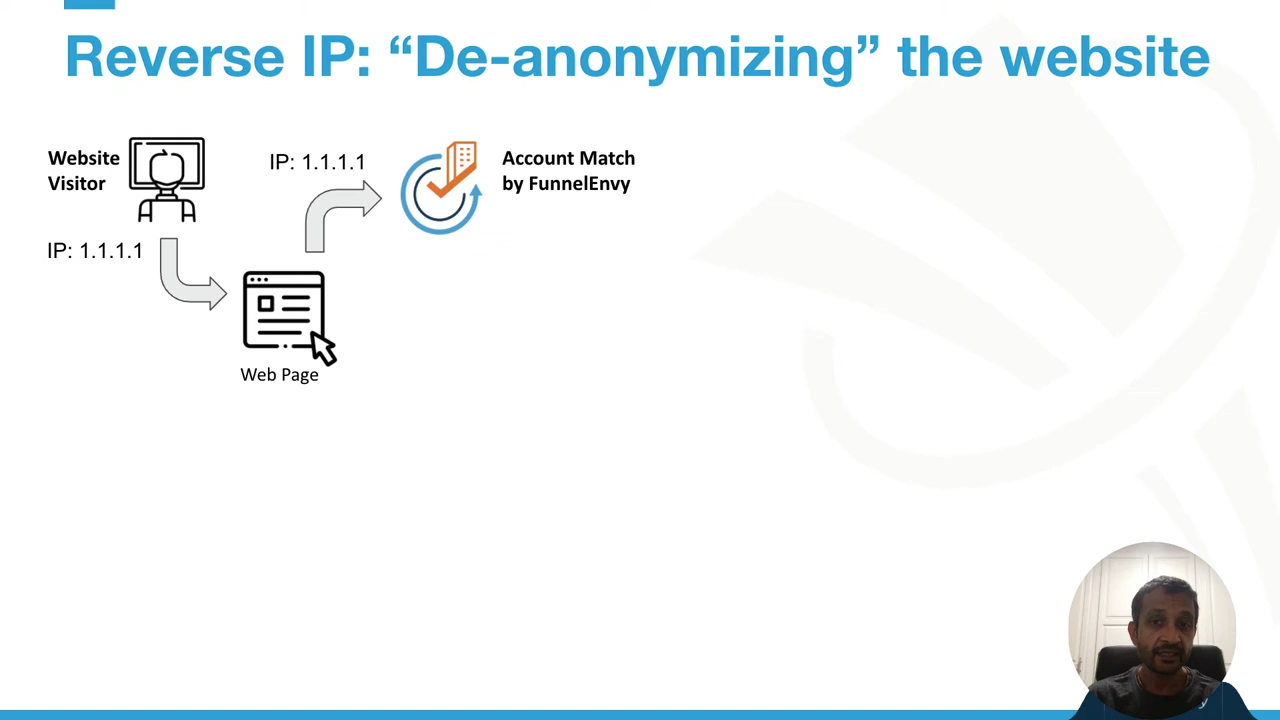 Reverse IP: “De-anonymizing” the website
Website
Visitor
IP: 1.1.1.1
IP: 1.1.1.1
Account Match
by FunnelEnvy
Web Page